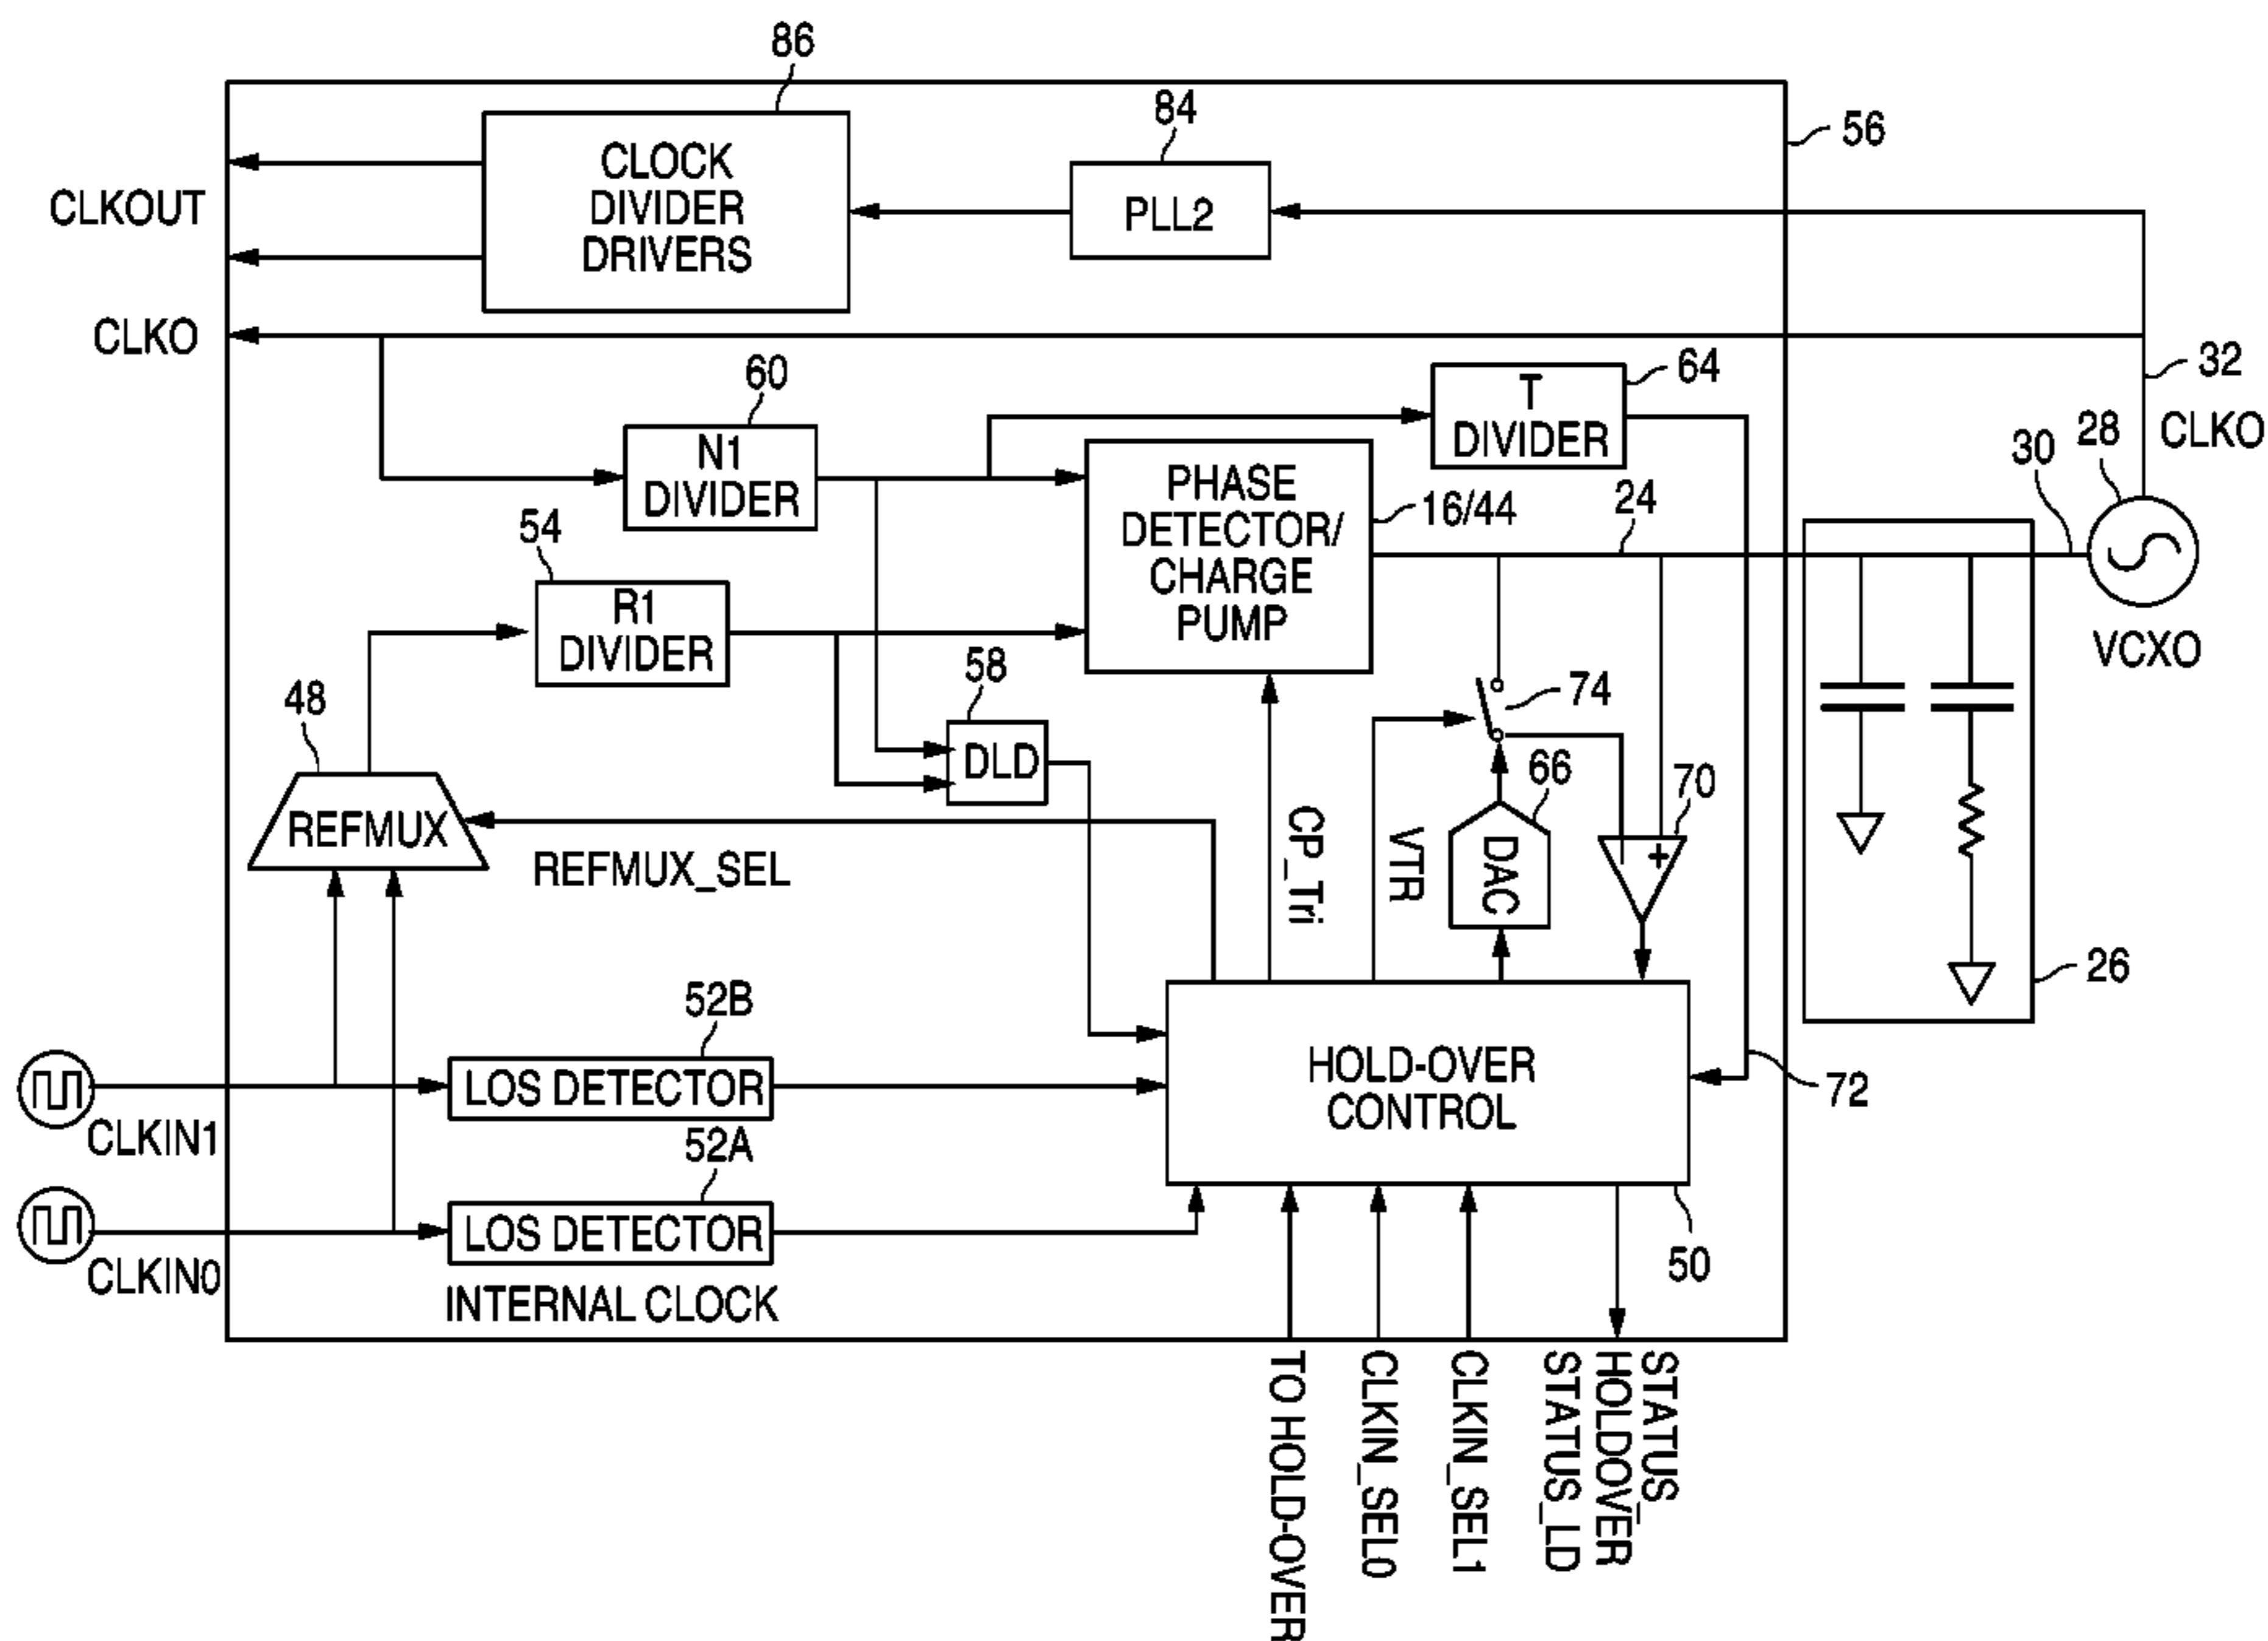 86
84
56
CLOCK
DIVIDER
DRIVERS
PLL2
CLKOUT
CLKO
60
64
32
N1
DIVIDER
T
DIVIDER
28
CLKO
30
54
PHASE
DETECTOR/
CHARGE
PUMP
16/44
24
R1
DIVIDER
VCXO
58
74
48
DLD
66
70
REFMUX
REFMUX_SEL
CP_Tri
VTR
DAC
+
26
52B
LOS DETECTOR
HOLD-OVER
CONTROL
72
CLKIN1
52A
LOS DETECTOR
50
CLKIN0
INTERNAL CLOCK
TO HOLD-OVER
CLKIN_SEL0
CLKIN_SEL1
STATUS_LD
STATUS_
HOLDOVER